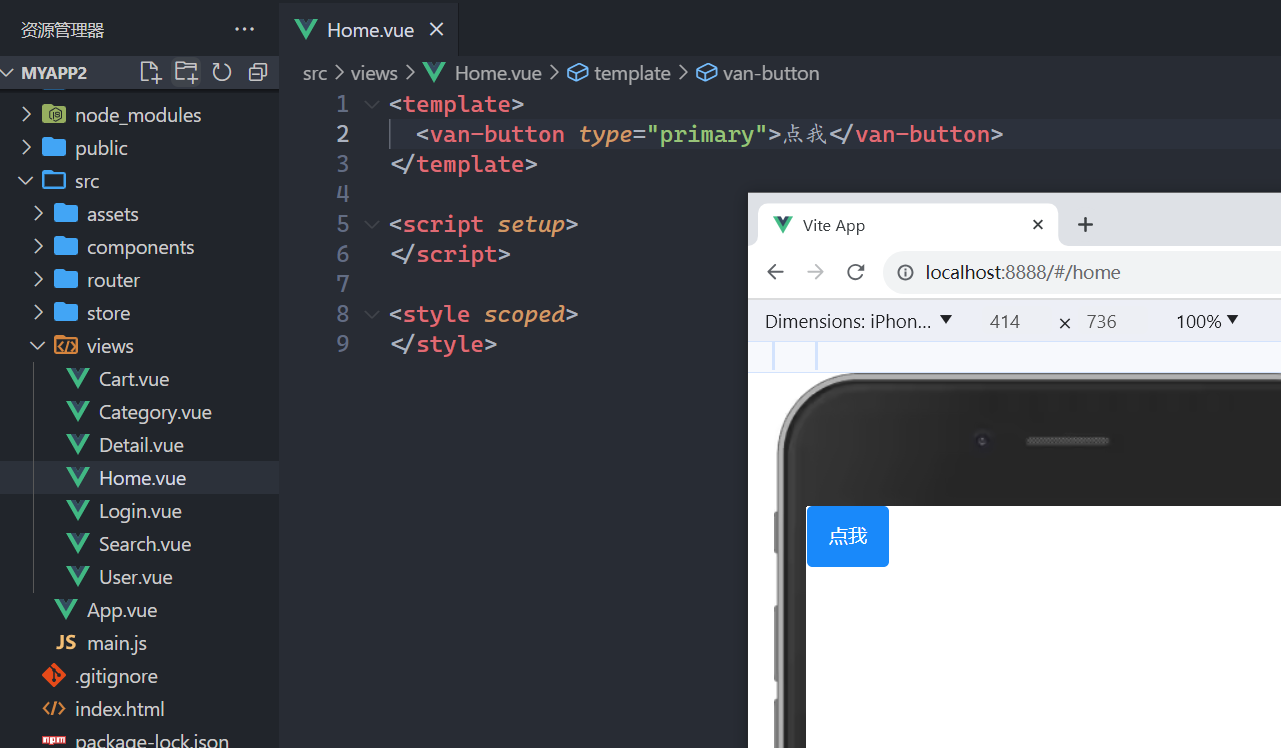 资源管理器
MYAPP2
node_modules
public
src
assets
components
router
store
views
Cart.vue
Category.vue
Detail.vue
Home.vue
Login.vue
Search.vue
User.vue
App.vue
JS main.js
.gitignore
index.html
npm package-lock.json
Home.vue
src views Home.vue template van-button
1 <template>
2 <van-button type="primary">点我</van-button>
3 </template>
4
5 <script setup>
6 </script>
7
8 <style scoped>
9 </style>
Vite App
localhost:8888/#/home
Dimensions: iPhon... 414 × 736 100%
点我